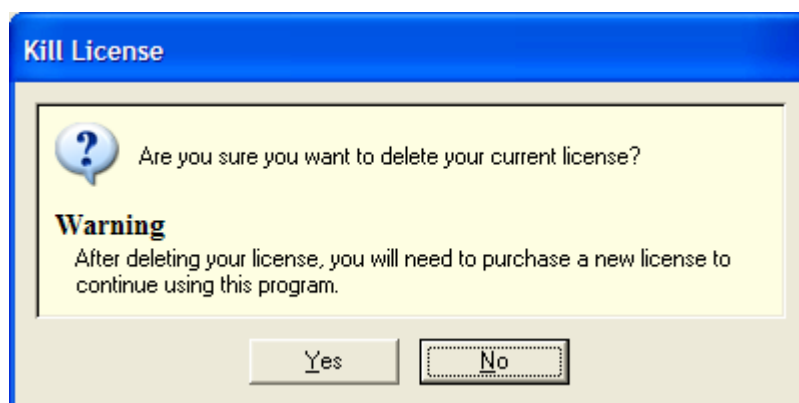 Kill License
Are you sure you want to delete your current license?
Warning
After deleting your license, you will need to purchase a new license to
continue using this program.
Yes No